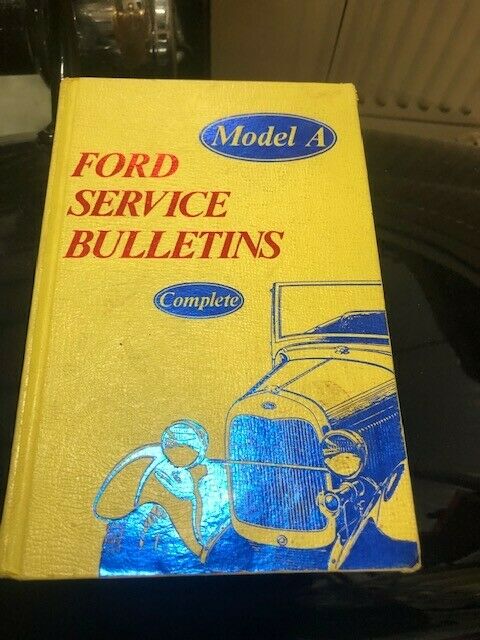 Model A
FORD
SERVICE
BULLETINS
Complete